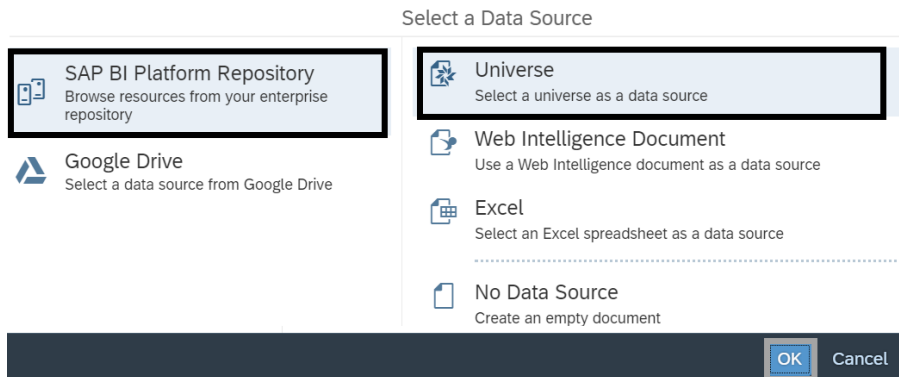 Select a Data Source
SAP BI Platform Repository
Browse resources from your enterprise
repository
Google Drive
Select a data source from Google Drive
Universe
Select a universe as a data source
Web Intelligence Document
Use a Web Intelligence document as a data source
Excel
Select an Excel spreadsheet as a data source
No Data Source
Create an empty document
OK Cancel